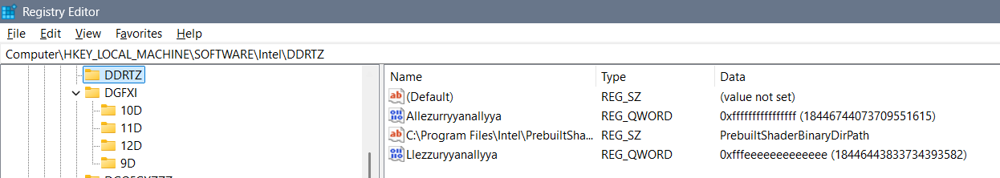 Registry Editor
File Edit View Favorites Help
Computer\HKEY_LOCAL_MACHINE\SOFTWARE\Intel\DDRTZ
DDRTZ
DGFXI
10D
11D
12D
9D
Name Type Data
(Default) REG_SZ (value not set)
Allezurryyanallyya REG_QWORD 0xffffffffffffffff (18446744073709551615)
C:\Program Files\Intel\PrebuiltSha... REG_SZ PrebuiltShaderBinaryDirPath
Llezzuryyanallyya REG_QWORD 0xfffeeeeeeeeeeeee (18446443833734393582)